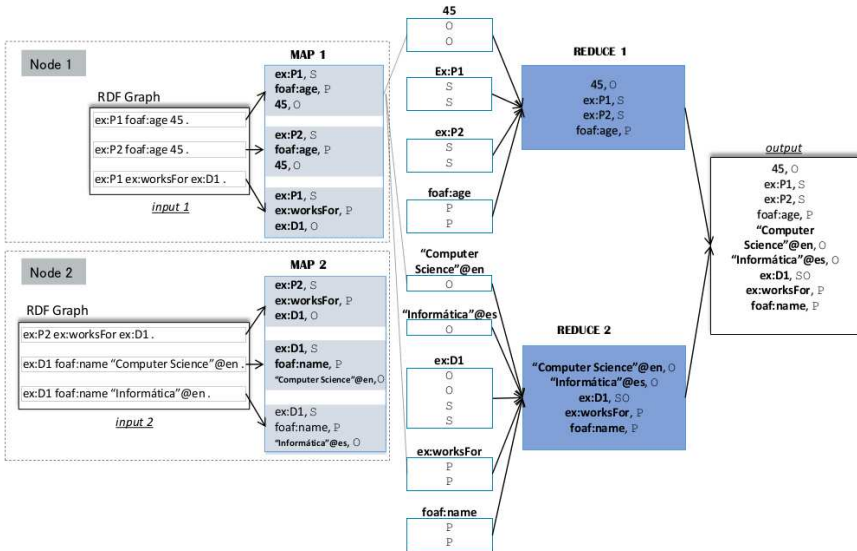 Node 1
RDF Graph
ex:P1 foaf:age 45 .
ex:P2 foaf:age 45 .
ex:P1 ex:worksFor ex:D1 .
input 1
MAP 1
ex:P1, S
foaf:age, P
45, O
ex:P2, S
foaf:age, P
45, O
ex:P1, S
ex:worksFor, P
ex:D1, O
Node 2
RDF Graph
ex:P2 ex:worksFor ex:D1 .
ex:D1 foaf:name “Computer Science”@en .
ex:D1 foaf:name “Informática”@en .
input 2
MAP 2
ex:P2, S
ex:worksFor, P
ex:D1, O
ex:D1, S
foaf:name, P
“Computer Science”@en, O
ex:D1, S
foaf:name, P
“Informática”@es, O
45
O
O
Ex:P1
S
S
ex:P2
S
S
foaf:age
P
P
“Computer
Science”@en
O
“Informática”@es
O
ex:D1
O
O
S
S
ex:worksFor
P
P
foaf:name
P
P
REDUCE 1
45, O
ex:P1, S
ex:P2, S
foaf:age, P
REDUCE 2
“Computer Science”@en, O
“Informática”@es, O
ex:D1, SO
ex:worksFor, P
foaf:name, P
output
45, O
ex:P1, S
ex:P2, S
foaf:age, P
“Computer
Science”@en, O
“Informática”@es, O
ex:D1, SO
ex:worksFor, P
foaf:name, P